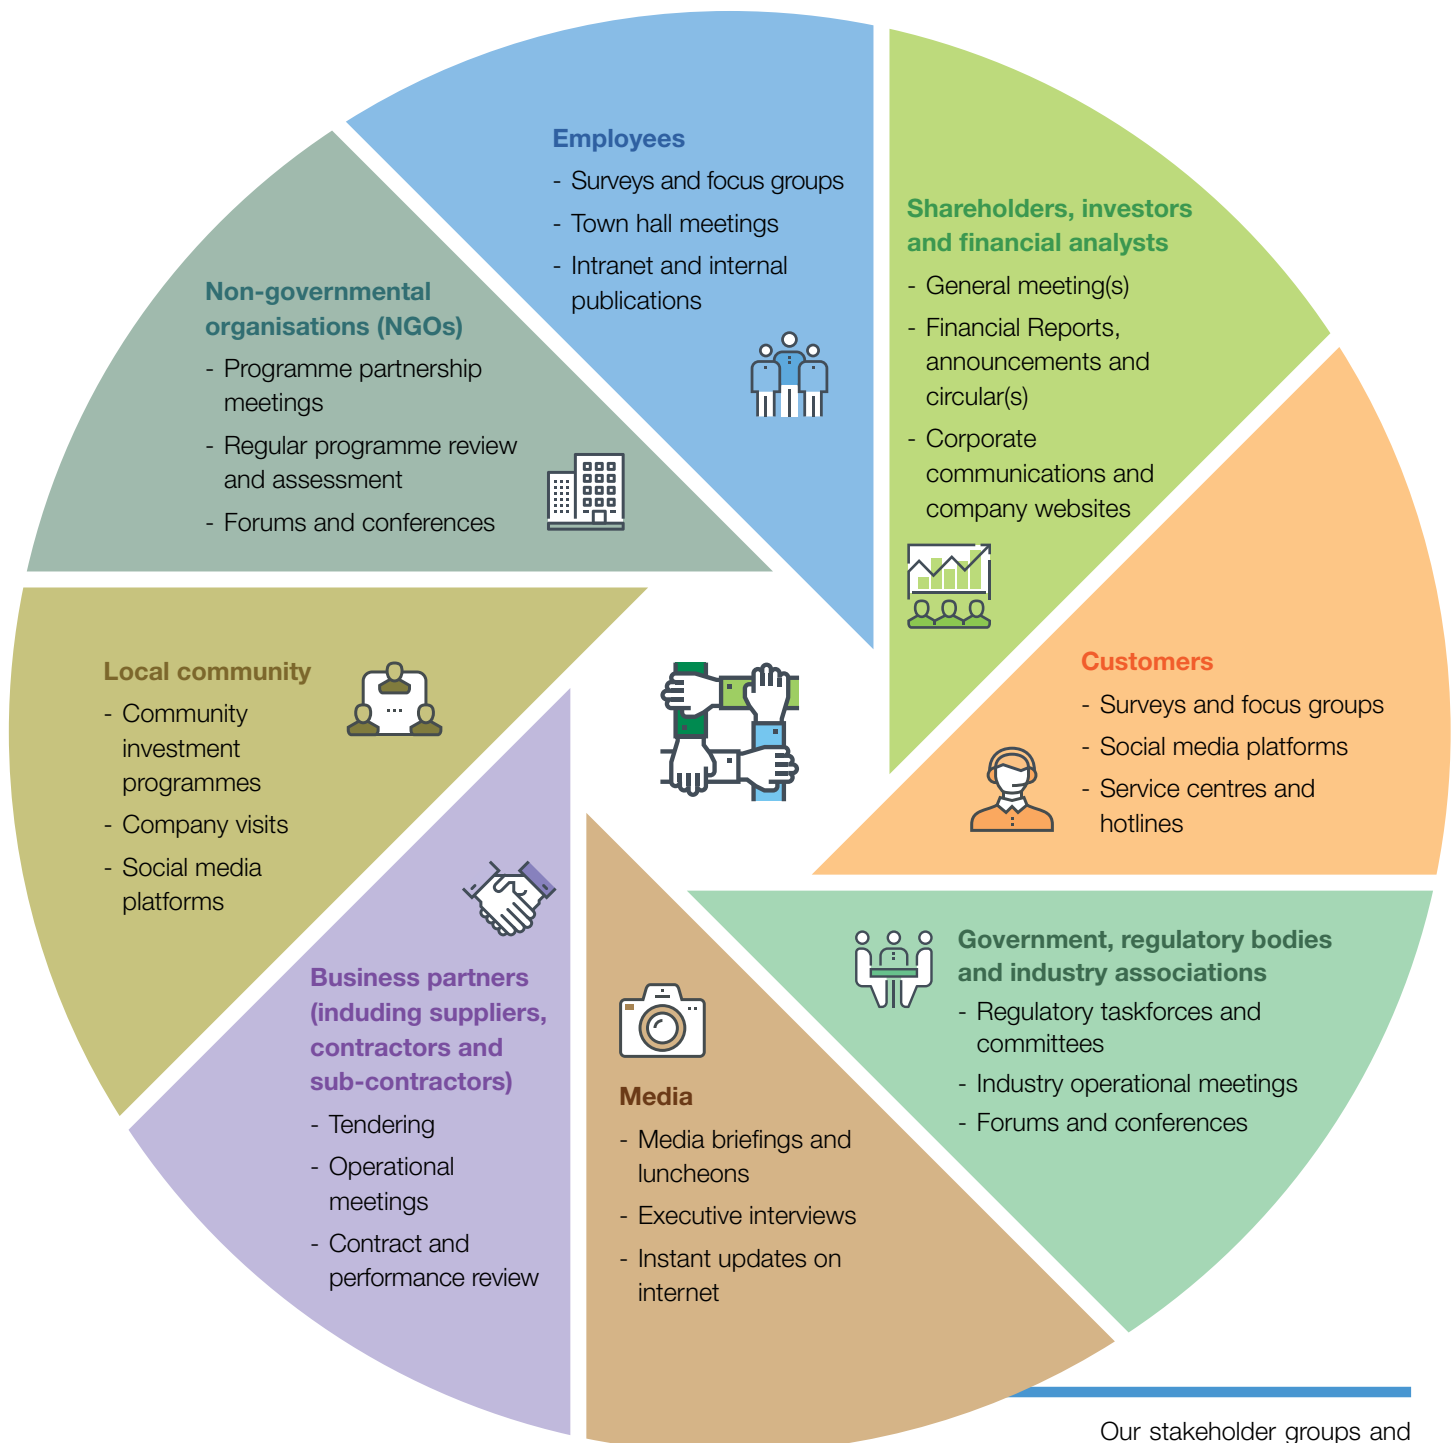 Employees
- Surveys and focus groups
- Town hall meetings
- Intranet and internal
publications
Shareholders, investors
and financial analysts
- General meeting(s)
- Financial Reports,
announcements and
circular(s)
- Corporate
communications and
company websites
Non-governmental
organisations (NGOs)
- Programme partnership
meetings
- Regular programme review
and assessment
- Forums and conferences
Customers
- Surveys and focus groups
- Social media platforms
- Service centres and
hotlines
Local community
- Community
investment
programmes
- Company visits
- Social media
platforms
Government, regulatory bodies
and industry associations
- Regulatory taskforces and
committees
- Industry operational meetings
- Forums and conferences
Business partners
(induding suppliers,
contractors and
sub-contractors)
- Tendering
- Operational
meetings
- Contract and
performance review
Media
- Media briefings and
luncheons
- Executive interviews
- Instant updates on
internet
Our stakeholder groups and